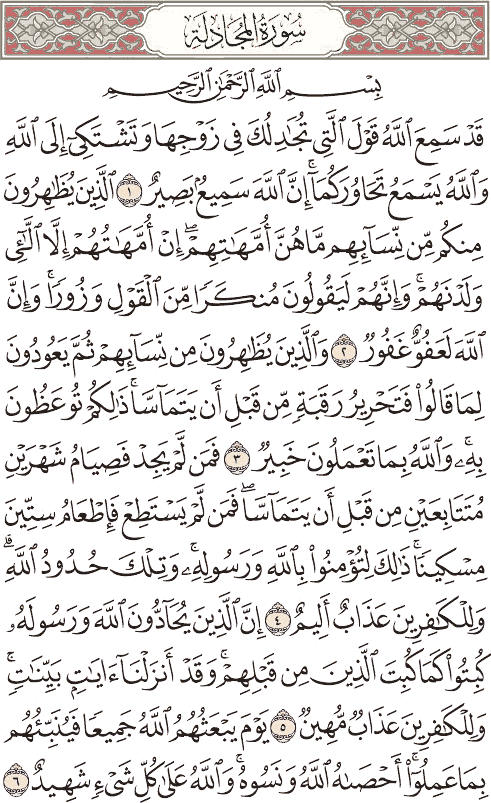 سُورَةُ المُجَادلَة
بِسْمِ ٱللَّهِ ٱلرَّحْمَٰنِ ٱلرَّحِيمِ
قَدْ سَمِعَ ٱللَّهُ قَوْلَ ٱلَّتِى تُجَٰدِلُكَ فِى زَوْجِهَا وَتَشْتَكِىٓ إِلَى ٱللَّهِ
وَٱللَّهُ يَسْمَعُ تَحَاوُرَكُمَآ ۚ إِنَّ ٱللَّهَ سَمِيعٌۢ بَصِيرٌ ١ ٱلَّذِينَ يُظَٰهِرُونَ
مِنكُم مِّن نِّسَآئِهِم مَّا هُنَّ أُمَّهَٰتِهِمْ ۖ إِنْ أُمَّهَٰتُهُمْ إِلَّا ٱلَّٰٓـِٔى
وَلَدْنَهُمْ ۚ وَإِنَّهُمْ لَيَقُولُونَ مُنكَرًا مِّنَ ٱلْقَوْلِ وَزُورًا ۚ وَإِنَّ
ٱللَّهَ لَعَفُوٌّ غَفُورٌ ٢ وَٱلَّذِينَ يُظَٰهِرُونَ مِن نِّسَآئِهِمْ ثُمَّ يَعُودُونَ
لِمَا قَالُوا۟ فَتَحْرِيرُ رَقَبَةٍ مِّن قَبْلِ أَن يَتَمَآسَّا ۚ ذَٰلِكُمْ تُوعَظُونَ
بِهِۦ ۚ وَٱللَّهُ بِمَا تَعْمَلُونَ خَبِيرٌ ٣ فَمَن لَّمْ يَجِدْ فَصِيَامُ شَهْرَيْنِ
مُتَتَابِعَيْنِ مِن قَبْلِ أَن يَتَمَآسَّا ۖ فَمَن لَّمْ يَسْتَطِعْ فَإِطْعَامُ سِتِّينَ
مِسْكِينًا ۚ ذَٰلِكَ لِتُؤْمِنُوا۟ بِٱللَّهِ وَرَسُولِهِۦ ۚ وَتِلْكَ حُدُودُ ٱللَّهِ ۗ
وَلِلْكَٰفِرِينَ عَذَابٌ أَلِيمٌ ٤ إِنَّ ٱلَّذِينَ يُحَآدُّونَ ٱللَّهَ وَرَسُولَهُۥ
كُبِتُوا۟ كَمَا كُبِتَ ٱلَّذِينَ مِن قَبْلِهِمْ ۚ وَقَدْ أَنزَلْنَآ ءَايَٰتٍۭ بَيِّنَٰتٍ ۚ
وَلِلْكَٰفِرِينَ عَذَابٌ مُّهِينٌ ٥ يَوْمَ يَبْعَثُهُمُ ٱللَّهُ جَمِيعًا فَيُنَبِّئُهُم
بِمَا عَمِلُوٓا۟ ۚ أَحْصَىٰهُ ٱللَّهُ وَنَسُوهُ ۚ وَٱللَّهُ عَلَىٰ كُلِّ شَىْءٍ شَهِيدٌ ٦